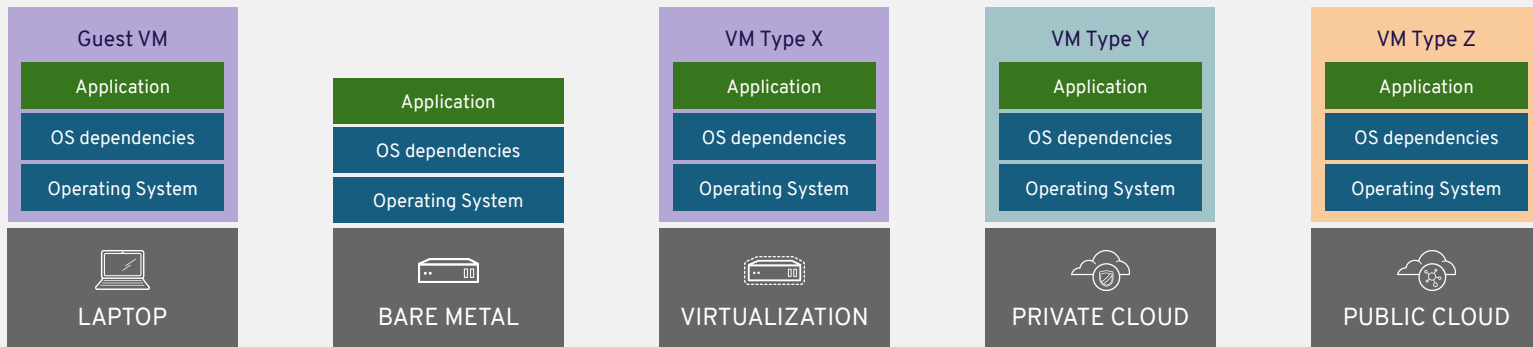 Guest VM
Application
OS dependencies
Operating System
LAPTOP
Application
OS dependencies
Operating System
BARE METAL
VM Type X
Application
OS dependencies
Operating System
VIRTUALIZATION
VM Type Y
Application
OS dependencies
Operating System
PRIVATE CLOUD
VM Type Z
Application
OS dependencies
Operating System
PUBLIC CLOUD